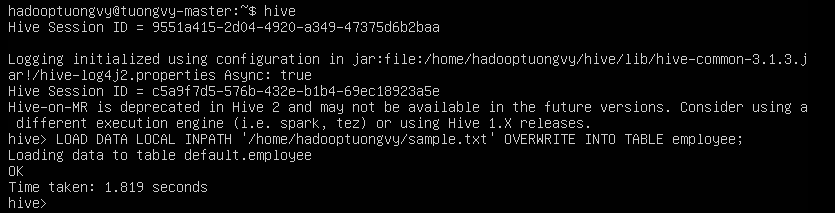 hadooptuongvy@tuongvy-master:~$ hive
Hive Session ID = 9551a415-2d04-4920-a349-47375d6b2baa
Logging initialized using configuration in jar:file:/home/hadooptuongvy/hive/lib/hive-common-3.1.3.j
ar!/hive-log4j2.properties Async: true
Hive Session ID = c5a9f7d5-576b-432e-b1b4-69ec18923a5e
Hive-on-MR is deprecated in Hive 2 and may not be available in the future versions. Consider using a
 different execution engine (i.e. spark, tez) or using Hive 1.X releases.
hive> LOAD DATA LOCAL INPATH '/home/hadooptuongvy/sample.txt' OVERWRITE INTO TABLE employee;
Loading data to table default.employee
OK
Time taken: 1.819 seconds
hive>